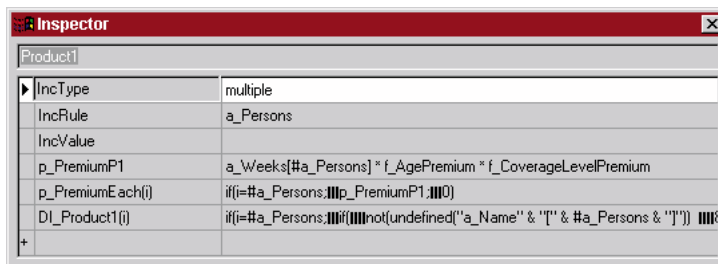 Inspector
Product1
IncType multiple
IncRule a_Persons
IncValue
p_PremiumP1 a_Weeks[#a_Persons] * f_AgePremium * f_CoverageLevelPremium
p_PremiumEach(i) if(i=#a_Persons;||||p_PremiumP1;||||0)
DI_Product1(i) if(i=#a_Persons;||||if(||||not(undefined("a_Name" & "[" & #a_Persons & "]")) ||||&